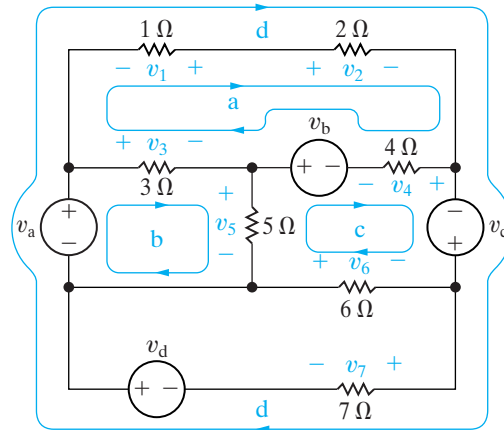 d
1 Ω 2 Ω
− v1 + + v2 −
a
+ v3 − vb 4 Ω
3 Ω + − − v4 +
va + − + v5 − 5 Ω − + vc
b c
+ v6 −
6 Ω
vd
+ − − v7 +
d 7 Ω